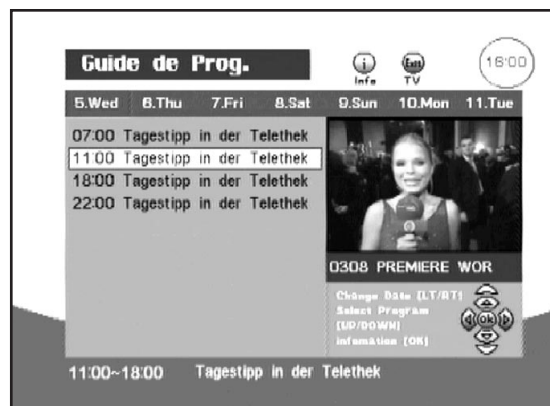 Guide de Prog.
i
Info
Exit
TV
16:00
5.Wed 6.Thu 7.Fri 8.Sat 9.Sun 10.Mon 11.Tue
07:00 Tagestipp in der Telethek
11:00 Tagestipp in der Telethek
18:00 Tagestipp in der Telethek
22:00 Tagestipp in der Telethek
0308 PREMIERE WOR
Change Date [LT/RT]
Select Program
[UP/DOWN]
infomation [OK]
Ok
11:00~18:00 Tagestipp in der Telethek